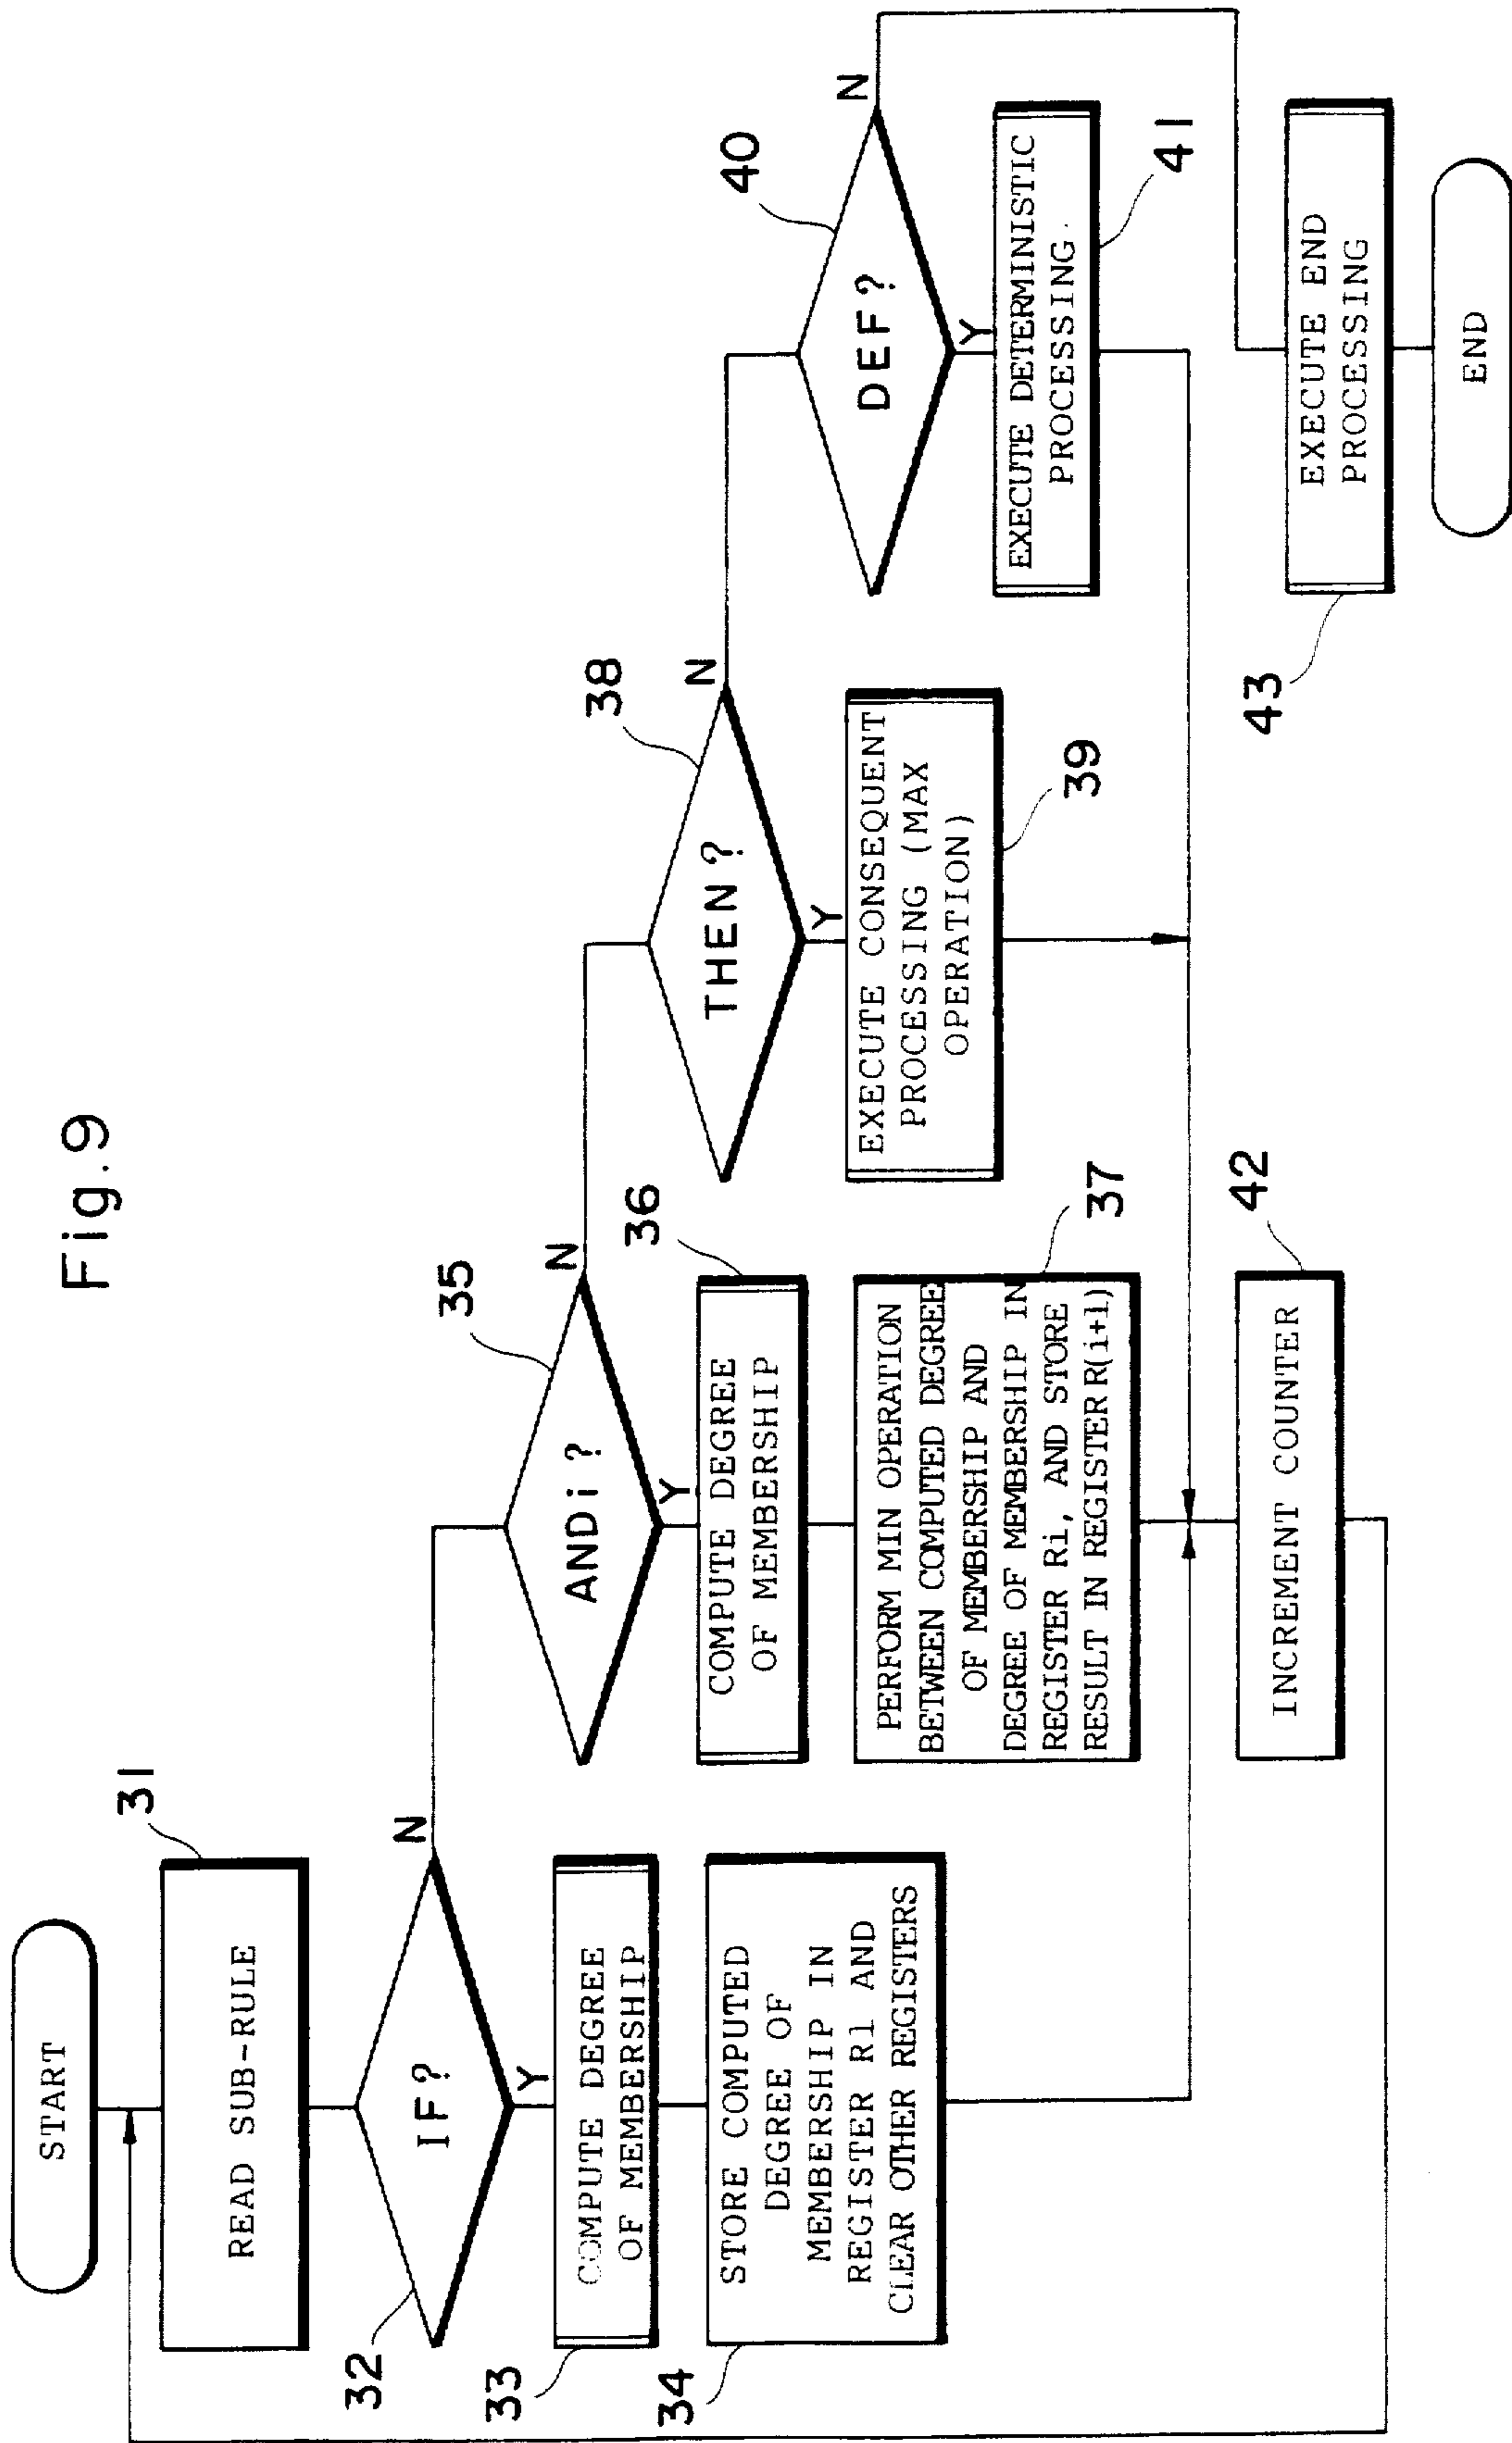 Fig.9
START
31
READ SUB-RULE
32
IF?
N
Y
33
COMPUTE DEGREE
OF MEMBERSHIP
34
STORE COMPUTED
DEGREE OF
MEMBERSHIP IN
REGISTER R1 AND
CLEAR OTHER REGISTERS
35
ANDi?
N
Y
36
COMPUTE DEGREE
OF MEMBERSHIP
37
PERFORM MIN OPERATION
BETWEEN COMPUTED DEGREE
OF MEMBERSHIP AND
DEGREE OF MEMBERSHIP IN
REGISTER Ri, AND STORE
RESULT IN REGISTER R(i+1)
38
THEN?
N
Y
EXECUTE CONSEQUENT
PROCESSING (MAX
OPERATION)
39
40
DEF?
N
Y
EXECUTE DETERMINISTIC
PROCESSING
41
42
INCREMENT COUNTER
43
EXECUTE END
PROCESSING
END